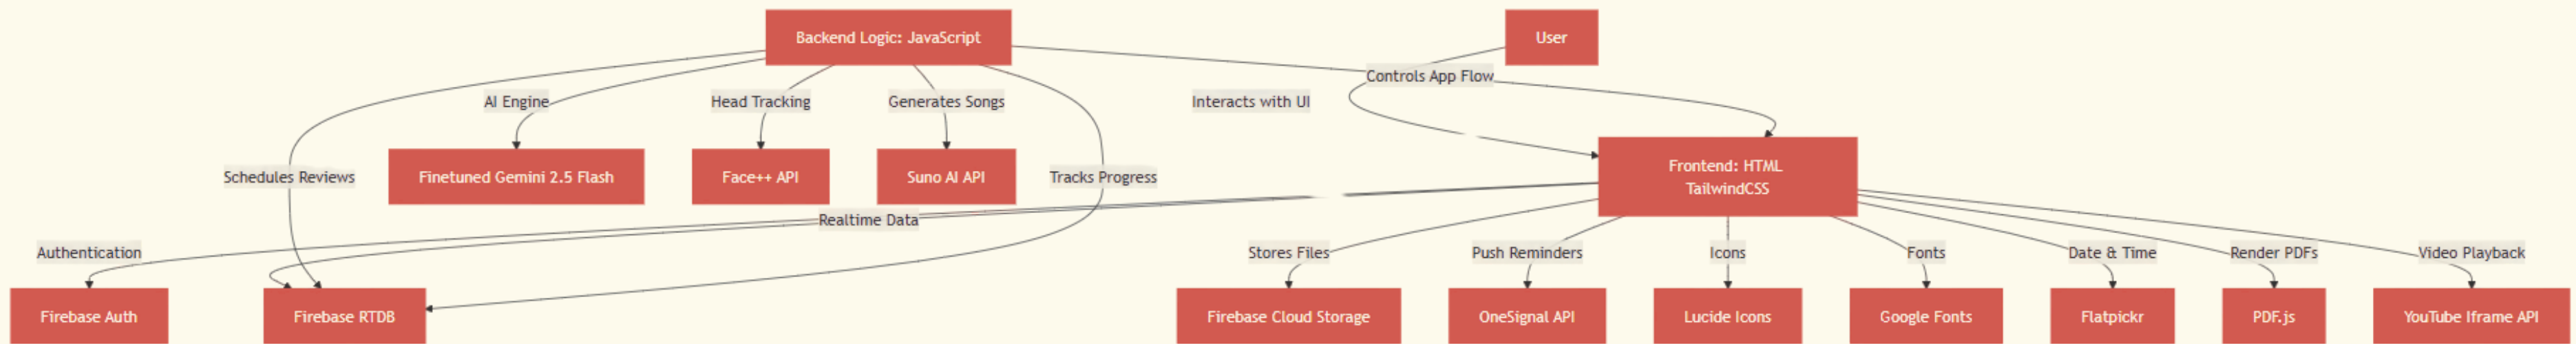 Backend Logic: JavaScript
User
Controls App Flow
AI Engine
Head Tracking
Generates Songs
Interacts with UI
Schedules Reviews
Finetuned Gemini 2.5 Flash
Face++ API
Suno AI API
Tracks Progress
Frontend: HTML
TailwindCSS
Realtime Data
Authentication
Stores Files
Push Reminders
Icons
Fonts
Date & Time
Render PDFs
Video Playback
Firebase Auth
Firebase RTDB
Firebase Cloud Storage
OneSignal API
Lucide Icons
Google Fonts
Flatpickr
PDF.js
YouTube Iframe API